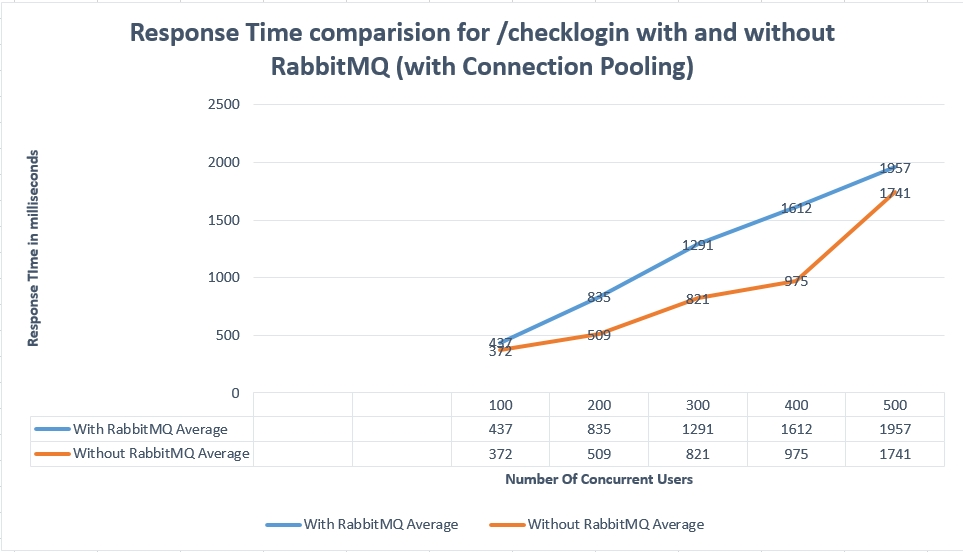 Response Time comparision for /checklogin with and without
RabbitMQ (with Connection Pooling)
Response TIme in milliseconds
2500
2000
1500
1000
500
0
437
835
1291
1612
1957
372
509
821
975
1741
100 200 300 400 500
With RabbitMQ Average 437 835 1291 1612 1957
Without RabbitMQ Average 372 509 821 975 1741
Number Of Concurrent Users
With RabbitMQ Average Without RabbitMQ Average